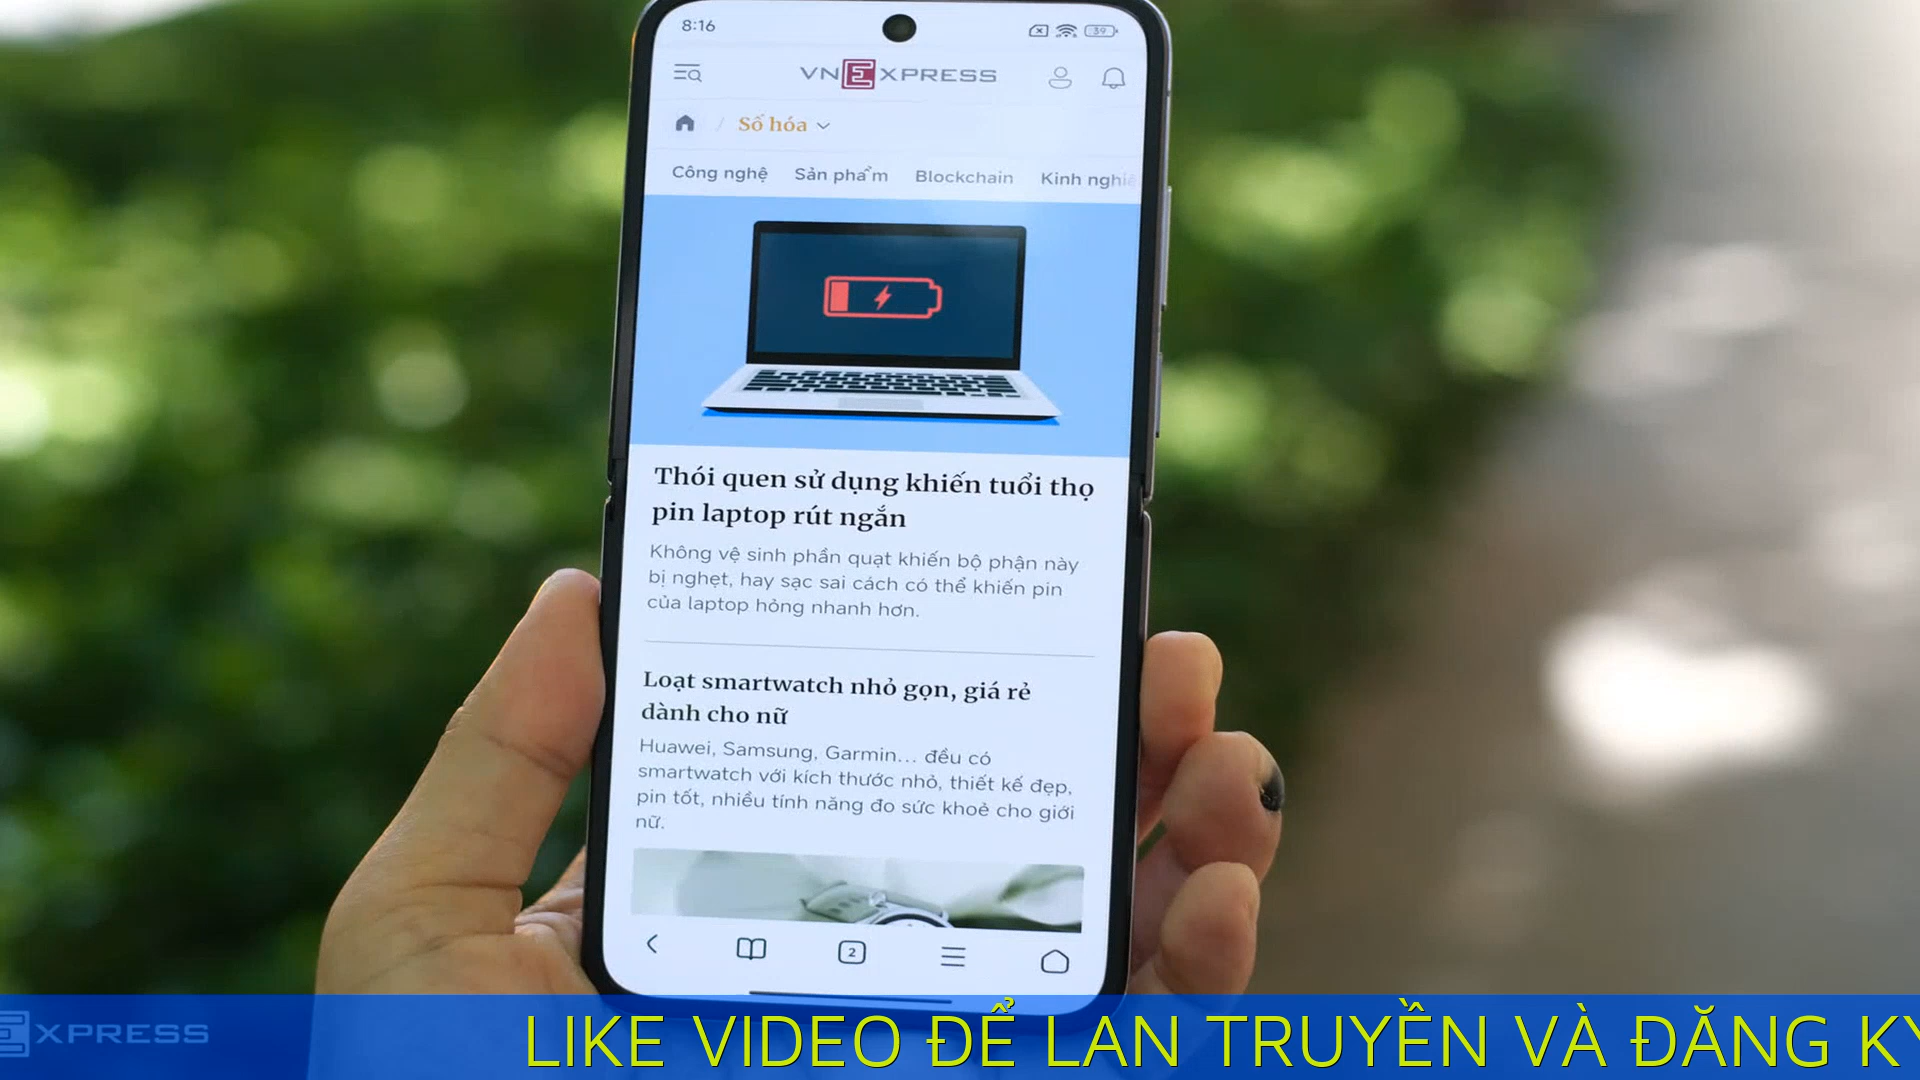 8:16
39
VNEXPRESS
Số hóa
Công nghệ Sản phẩm Blockchain Kinh nghiệ
Thói quen sử dụng khiến tuổi thọ
pin laptop rút ngắn
Không vệ sinh phần quạt khiến bộ phận này
bị nghẹt, hay sạc sai cách có thể khiến pin
của laptop hỏng nhanh hơn.
Loạt smartwatch nhỏ gọn, giá rẻ
dành cho nữ
Huawei, Samsung, Garmin... đều có
smartwatch với kích thước nhỏ, thiết kế đẹp,
pin tốt, nhiều tính năng đo sức khoẻ cho giới
nữ.
2
EXPRESS
LIKE VIDEO ĐỂ LAN TRUYỀN VÀ ĐĂNG KÝ